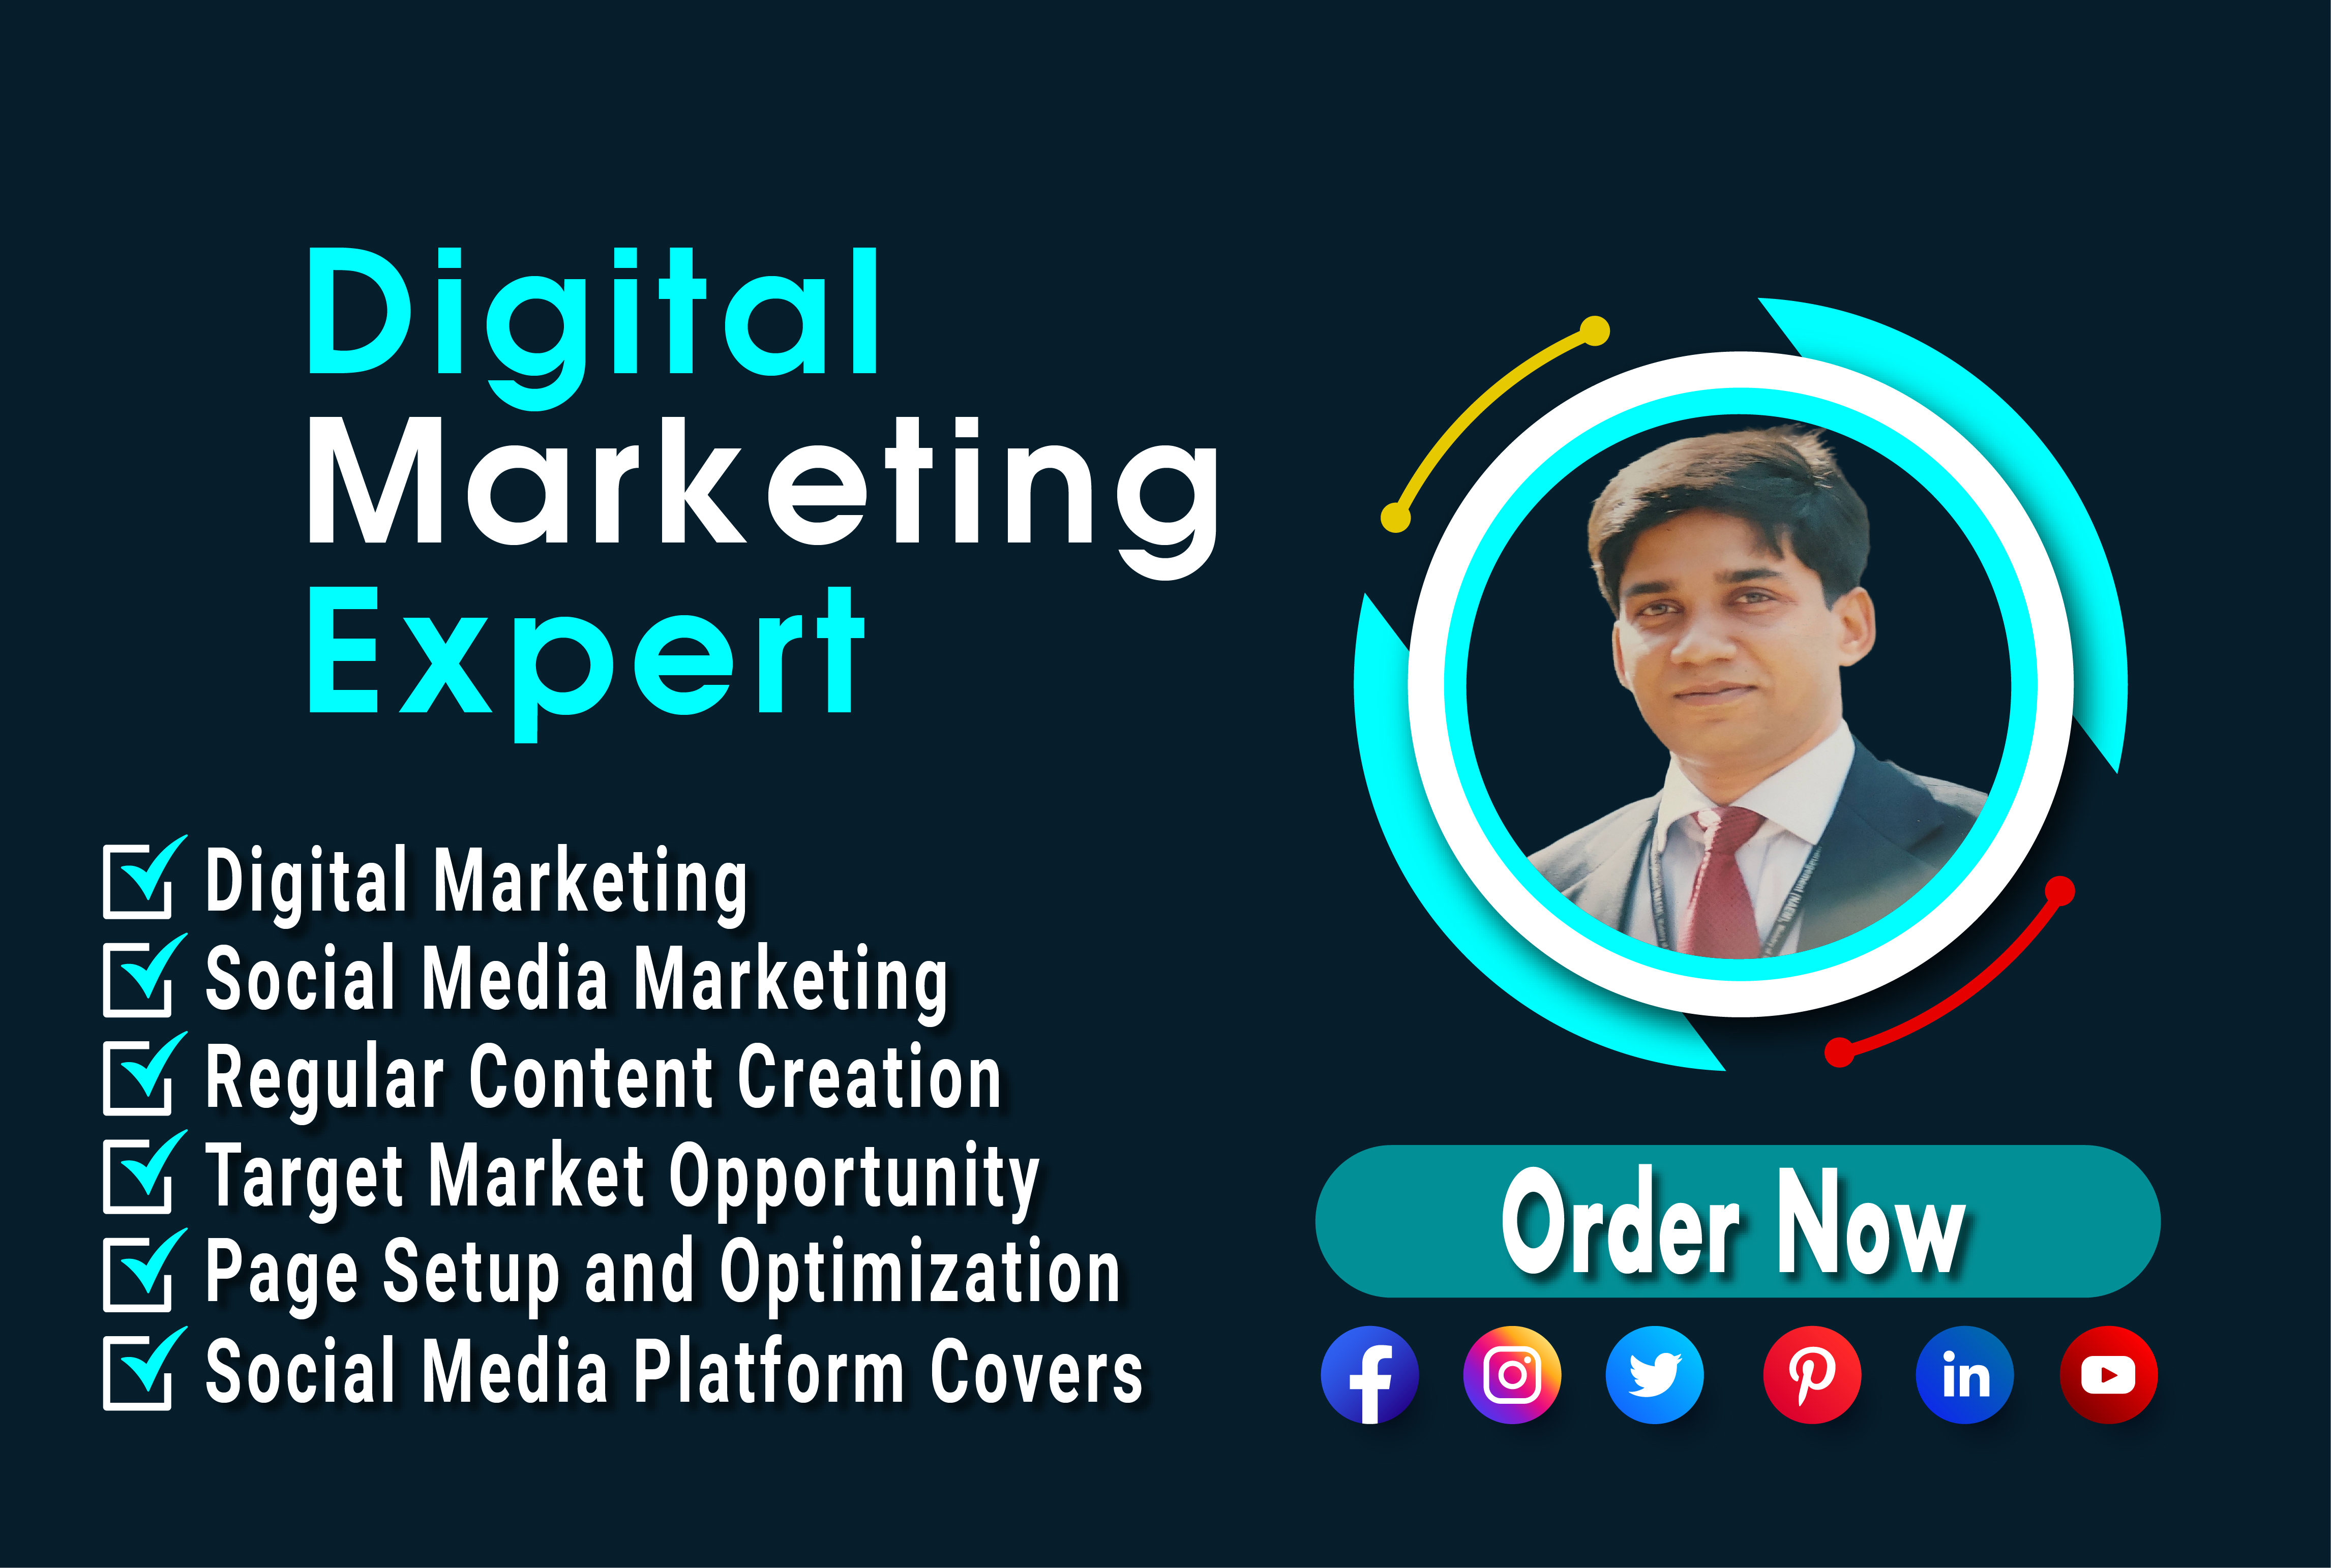 Digital
Marketing
Expert
Digital Marketing
Social Media Marketing
Regular Content Creation
Target Market Opportunity
Page Setup and Optimization
Social Media Platform Covers
Order Now